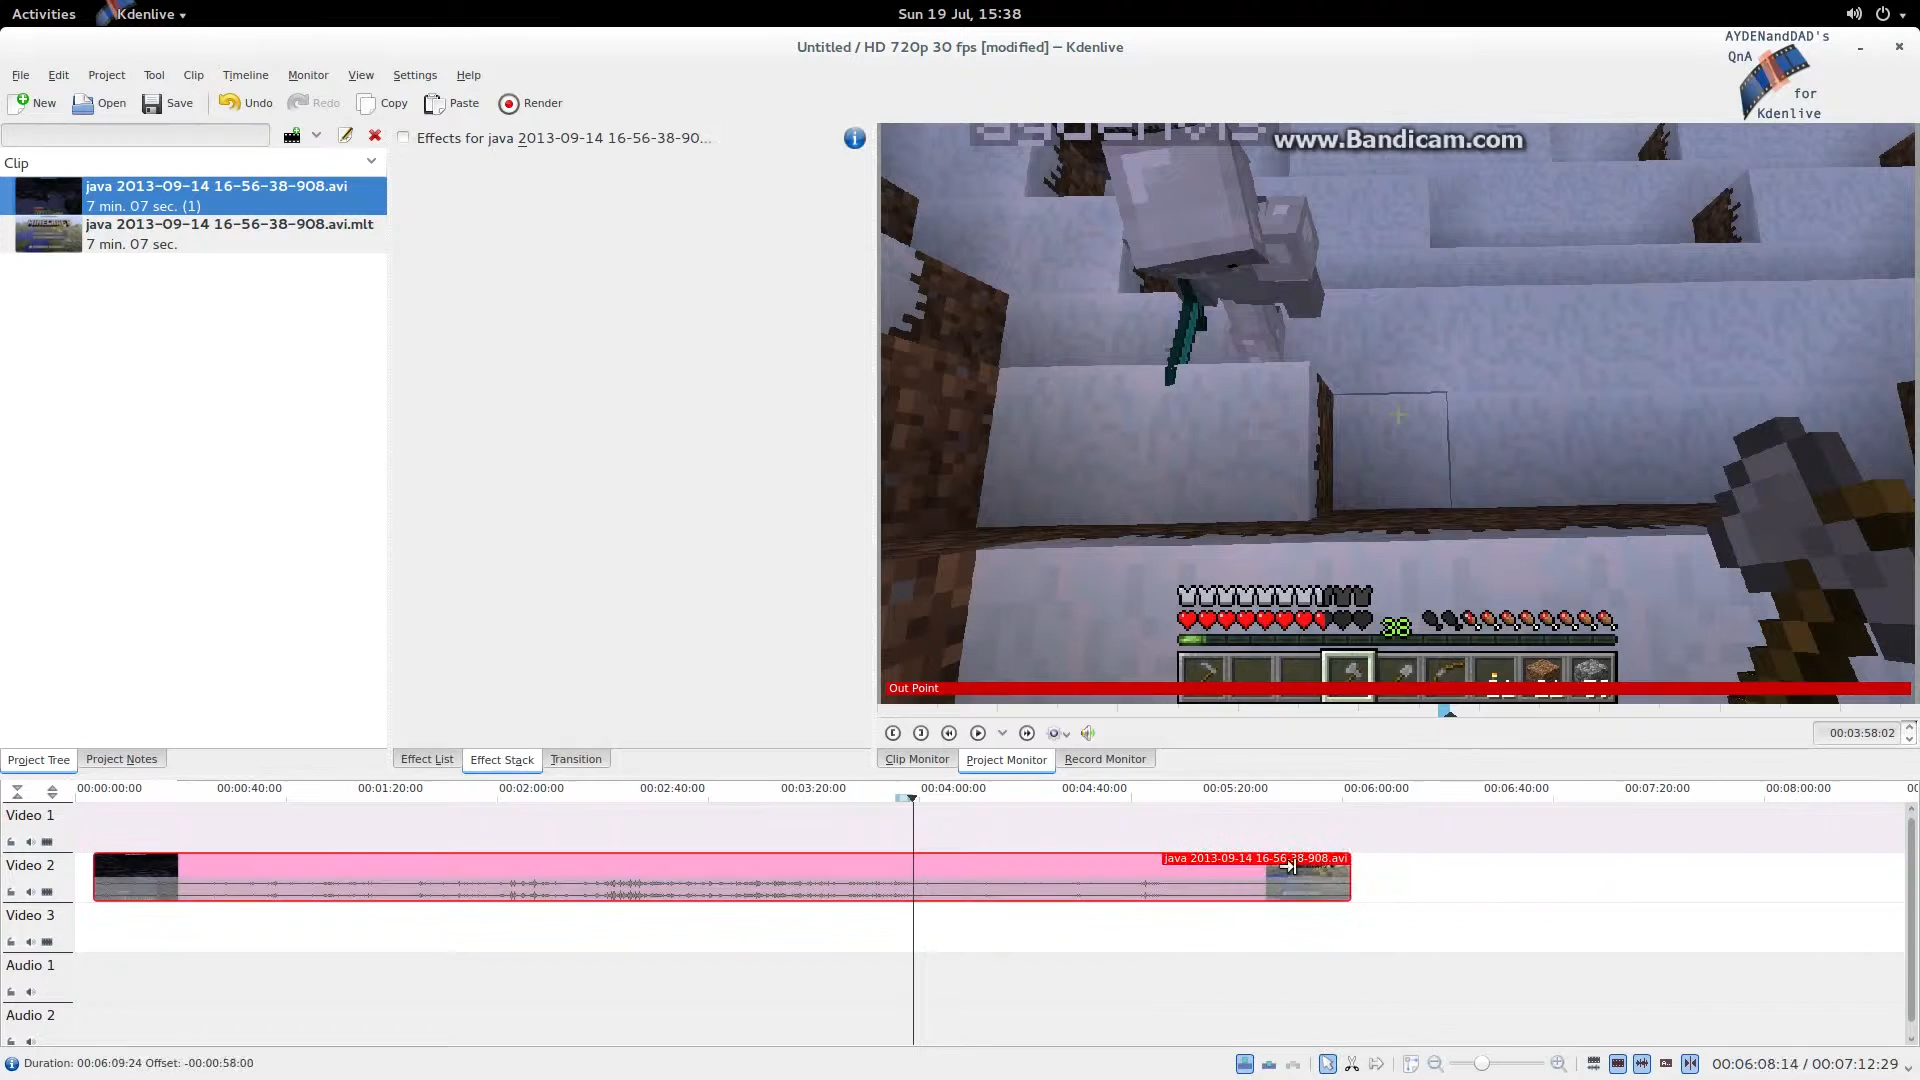 Activities
Kdenlive
Sun 19 Jul, 15:38
Untitled / HD 720p 30 fps [modified] – Kdenlive
AYDENandDAD's
QnA
for
Kdenlive
File Edit Project Tool Clip Timeline Monitor View Settings Help
New Open Save Undo Redo Copy Paste Render
Effects for java 2013-09-14 16-56-38-90...
www.Bandicam.com
Clip
java 2013-09-14 16-56-38-908.avi
7 min. 07 sec. (1)
java 2013-09-14 16-56-38-908.avi.mlt
7 min. 07 sec.
38
Out Point
00:03:58:02
Project Tree Project Notes
Effect List Effect Stack Transition
Clip Monitor Project Monitor Record Monitor
00:00:00:00 00:00:40:00 00:01:20:00 00:02:00:00 00:02:40:00 00:03:20:00 00:04:00:00 00:04:40:00 00:05:20:00 00:06:00:00 00:06:40:00 00:07:20:00 00:08:00:00
Video 1
Video 2
java 2013-09-14 16-56-38-908.avi
Video 3
Audio 1
Audio 2
Duration: 00:06:09:24 Offset: -00:00:58:00
00:06:08:14 / 00:07:12:29